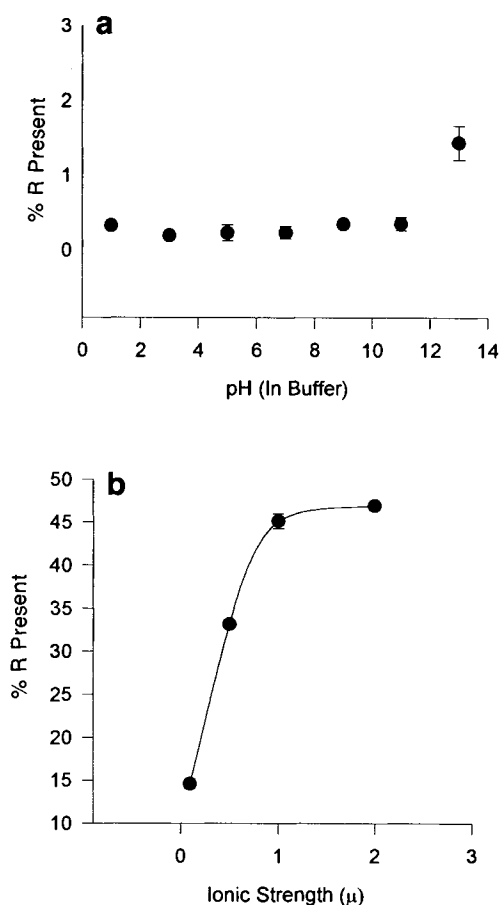 a
3
2
1
0
% R Present
0 2 4 6 8 10 12 14
pH (In Buffer)
b
50
45
40
35
30
25
20
15
10
% R Present
0 1 2 3
Ionic Strength (μ)